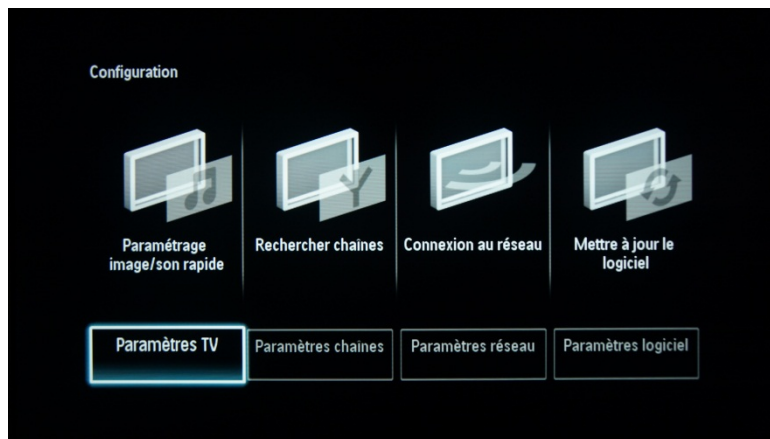 Configuration
Paramétrage
image/son rapide
Rechercher chaînes
Connexion au réseau
Mettre à jour le
logiciel
Paramètres TV
Paramètres chaînes
Paramètres réseau
Paramètres logiciel